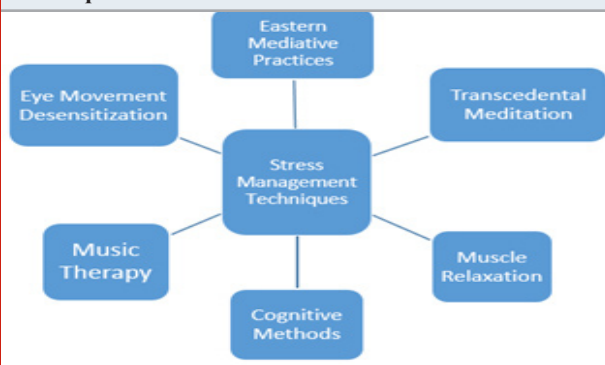 Eastern
Mediative
Practices
Eye Movement
Desensitization
Transcedental
Meditation
Stress
Management
Techniques
Music
Therapy
Muscle
Relaxation
Cognitive
Methods